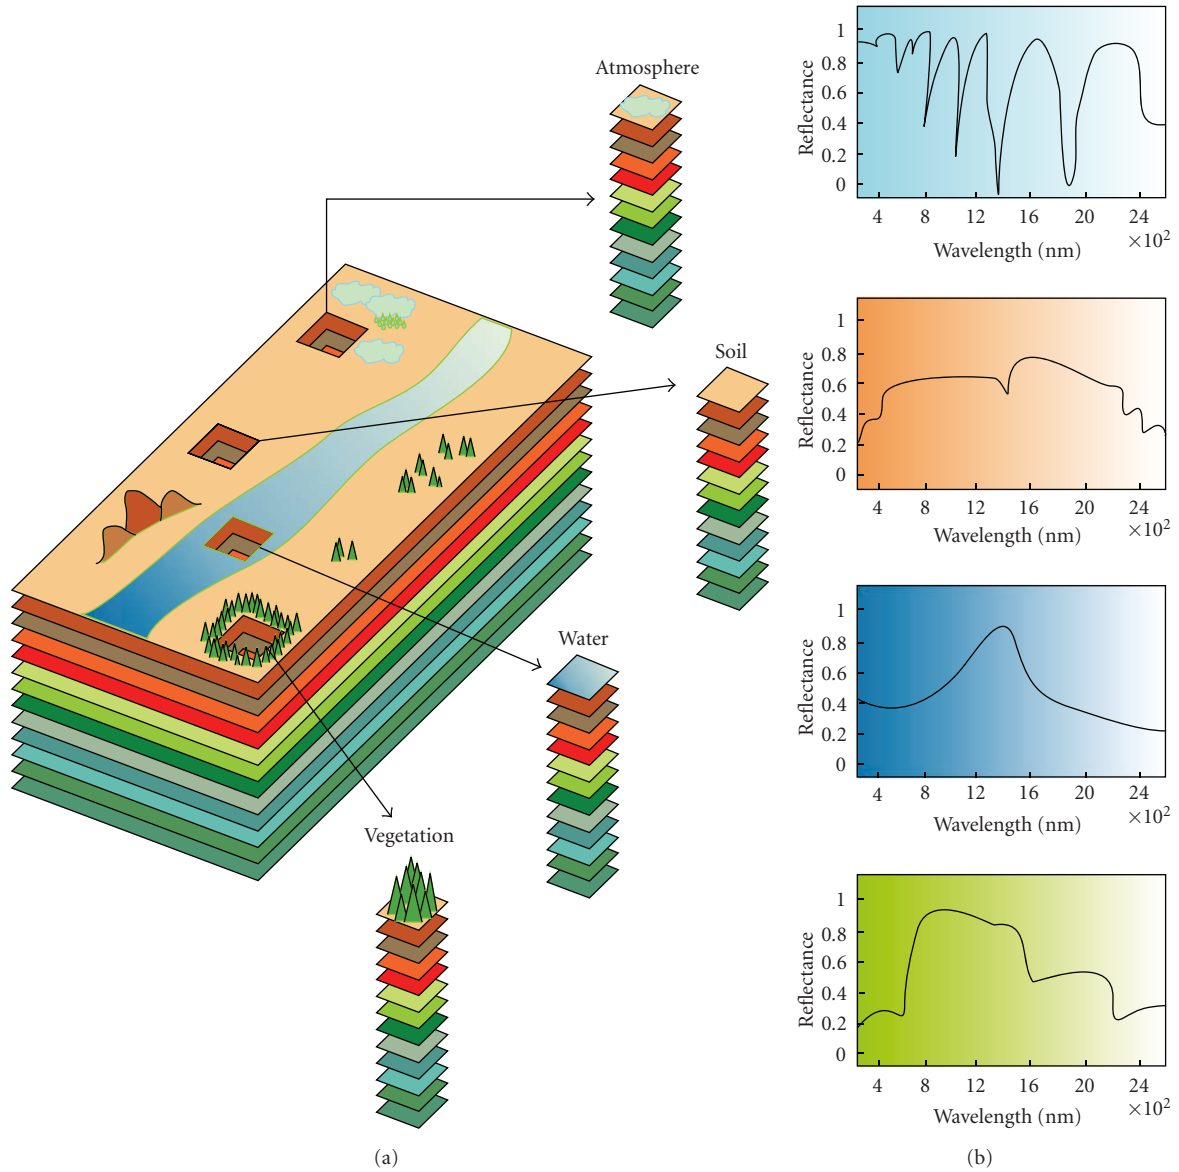 Atmosphere
Soil
Water
Vegetation
(a)
1
0.8
0.6
0.4
0.2
0
Reflectance
4 8 12 16 20 24
×10²
Wavelength (nm)
1
0.8
0.6
0.4
0.2
0
Reflectance
4 8 12 16 20 24
×10²
Wavelength (nm)
1
0.8
0.6
0.4
0.2
0
Reflectance
4 8 12 16 20 24
×10²
Wavelength (nm)
1
0.8
0.6
0.4
0.2
0
Reflectance
4 8 12 16 20 24
×10²
Wavelength (nm)
(b)